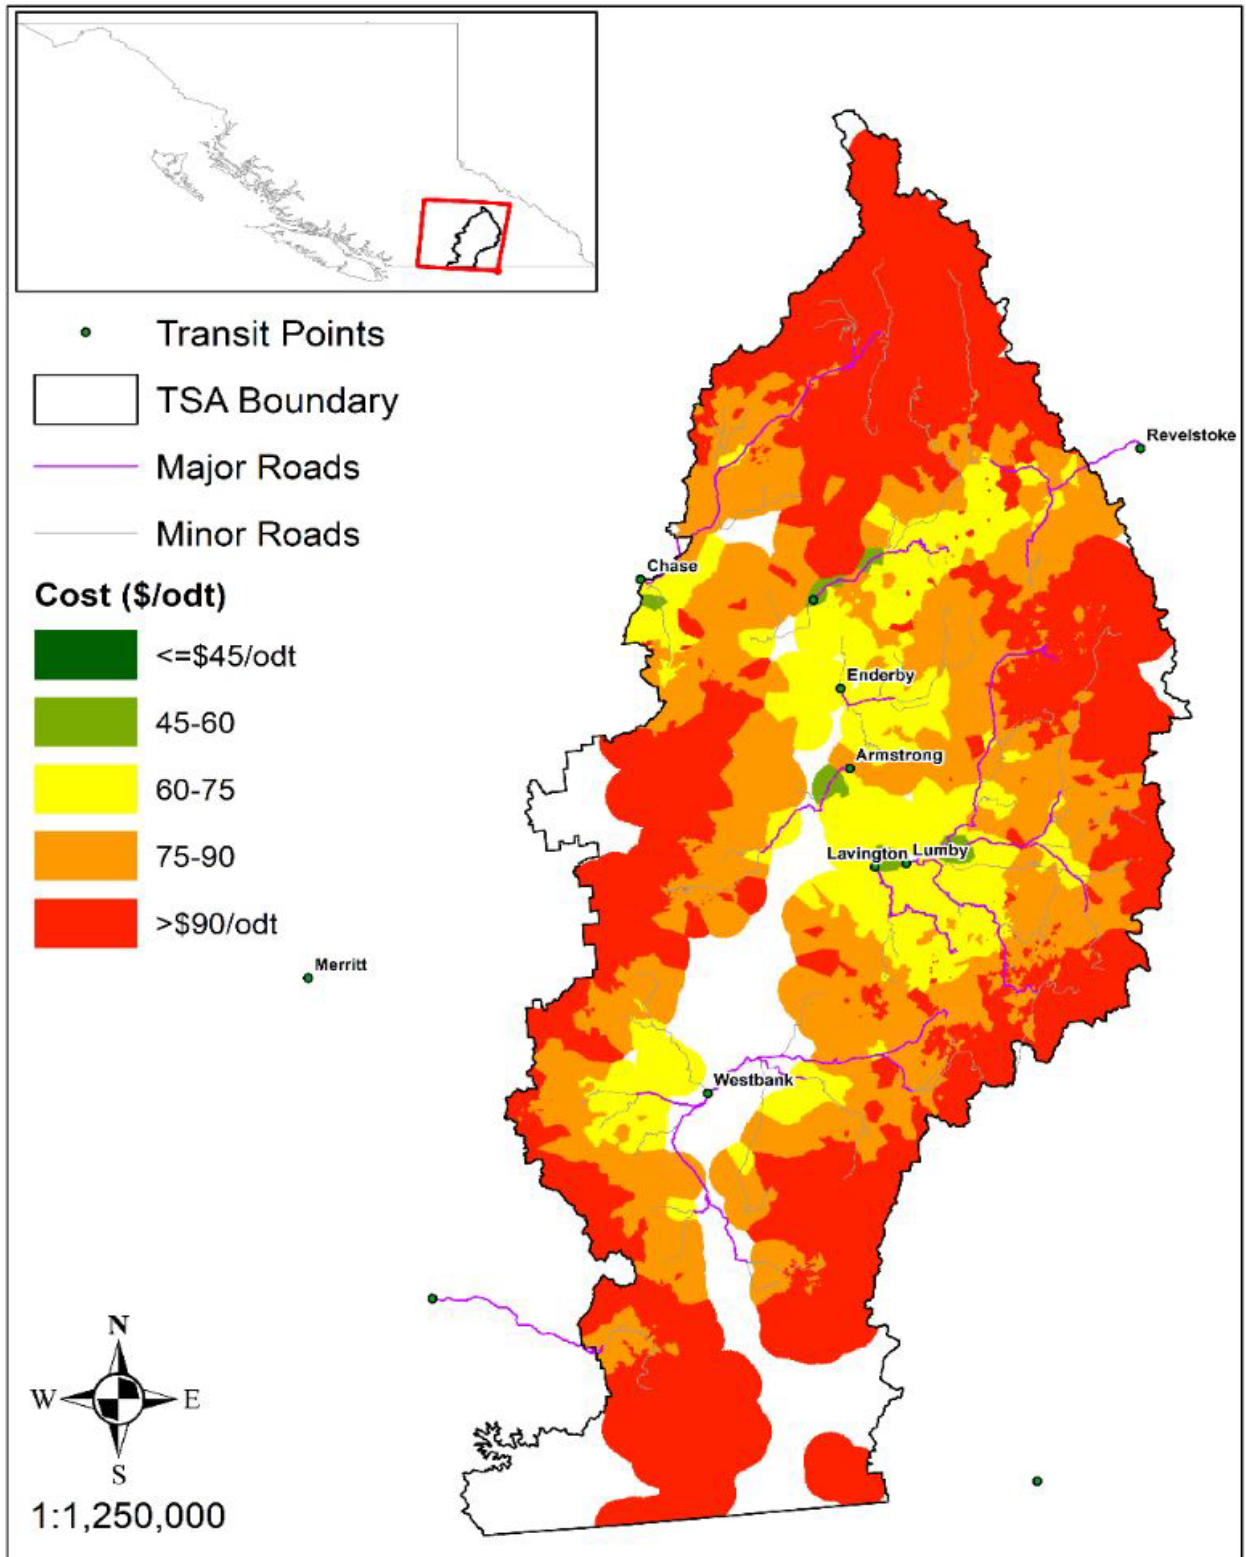 Transit Points
TSA Boundary
Major Roads
Minor Roads
Cost ($/odt)
<=$45/odt
45-60
60-75
75-90
>$90/odt
Revelstoke
Chase
Enderby
Armstrong
Lavington
Lumby
Merritt
Westbank
N
W
E
S
1:1,250,000